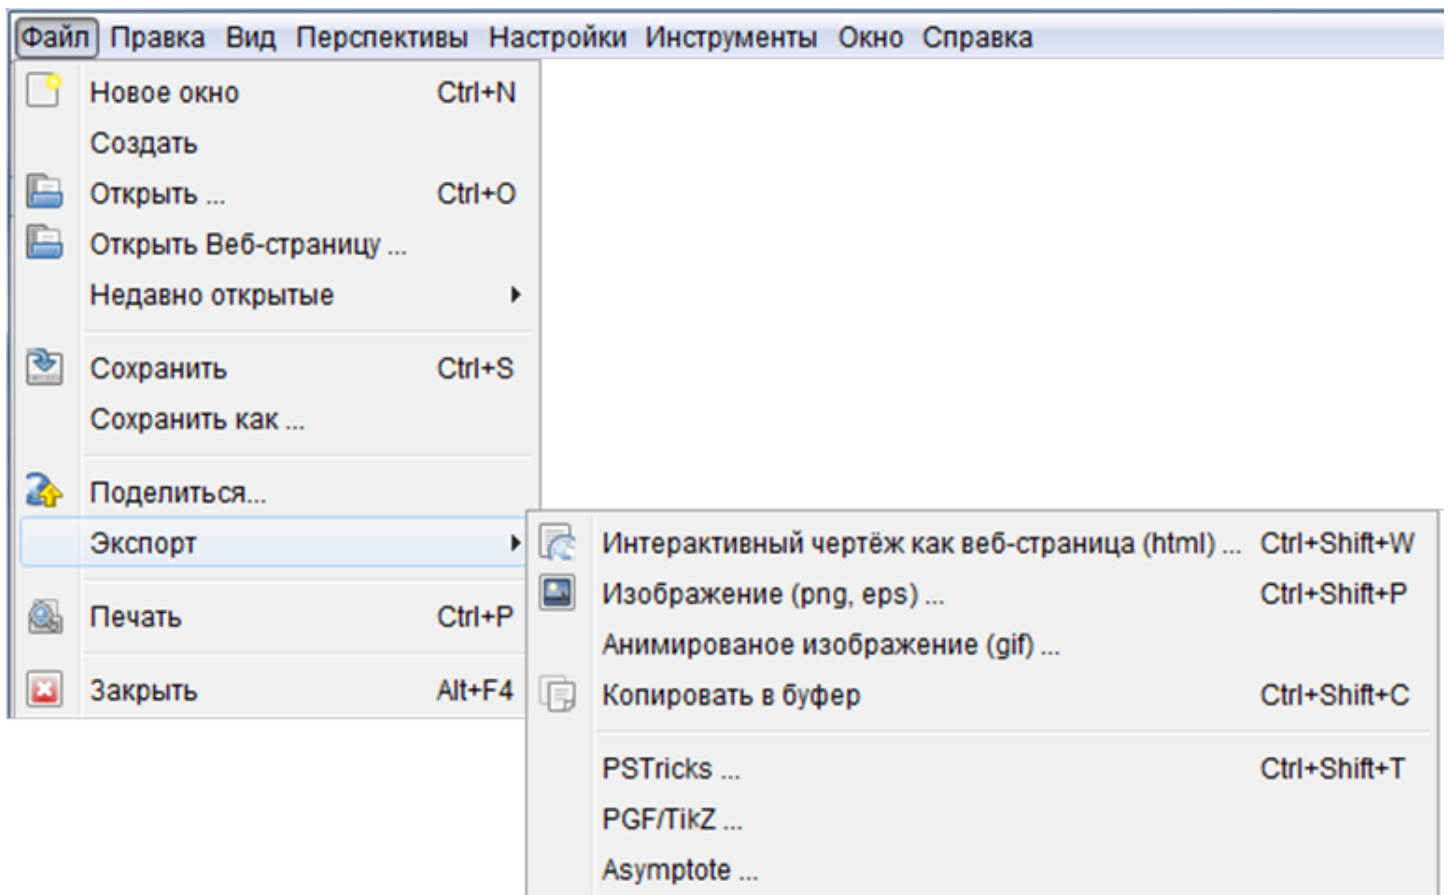 Файл Правка Вид Перспективы Настройки Инструменты Окно Справка
Новое окно Ctrl+N
Создать
Открыть ... Ctrl+O
Открыть Веб-страницу ...
Недавно открытые
Сохранить Ctrl+S
Сохранить как ...
Поделиться...
Экспорт
Печать Ctrl+P
Закрыть Alt+F4
Интерактивный чертёж как веб-страница (html) ... Ctrl+Shift+W
Изображение (png, eps) ... Ctrl+Shift+P
Анимированое изображение (gif) ...
Копировать в буфер Ctrl+Shift+C
PSTricks ... Ctrl+Shift+T
PGF/TikZ ...
Asymptote ...